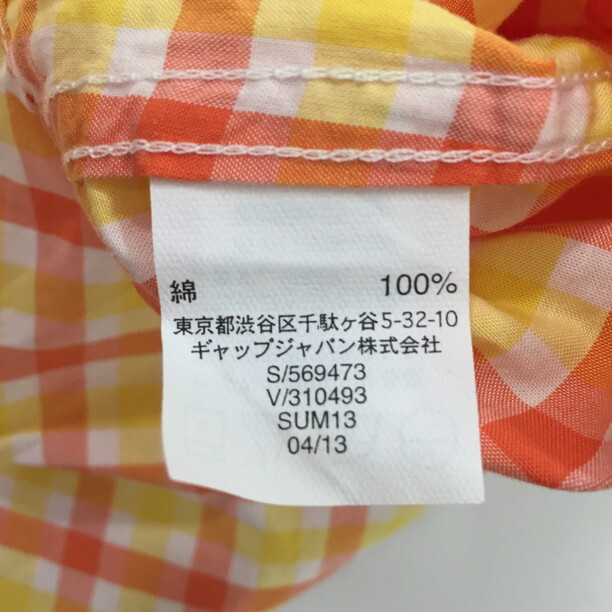 綿 100%
東京都渋谷区千駄ヶ谷5-32-10
ギャップジャパン株式会社
S/569473
V/310493
SUM13
04/13